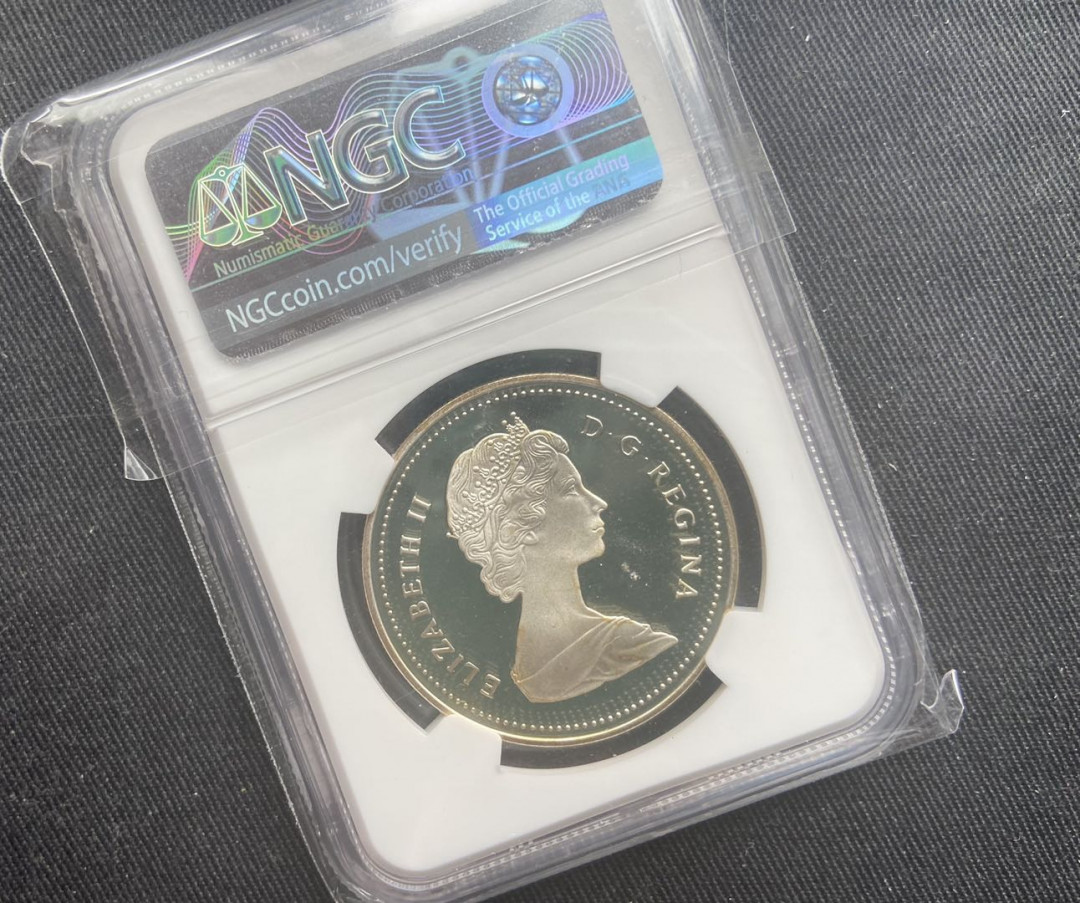 NGC
Numismatic Guaranty Corporation
The Official Grading
Service of the ANA
NGCcoin.com/verify
ELIZABETH II
D·G·REGINA